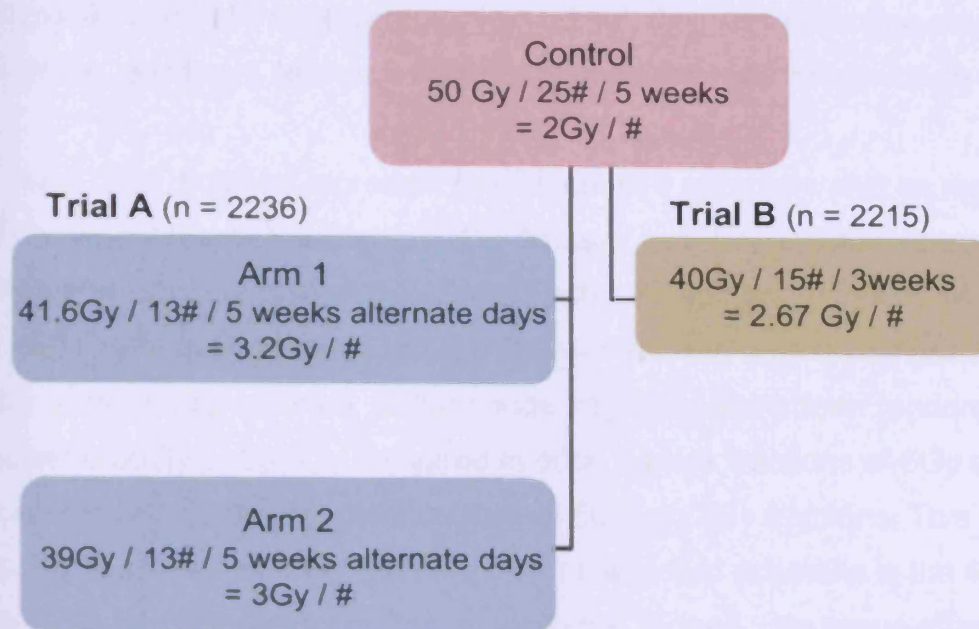 Control
50 Gy / 25# / 5 weeks
= 2Gy / #
Trial A (n = 2236)
Trial B (n = 2215)
Arm 1
41.6Gy / 13# / 5 weeks alternate days
= 3.2Gy / #
40Gy / 15# / 3weeks
= 2.67 Gy / #
Arm 2
39Gy / 13# / 5 weeks alternate days
= 3Gy / #